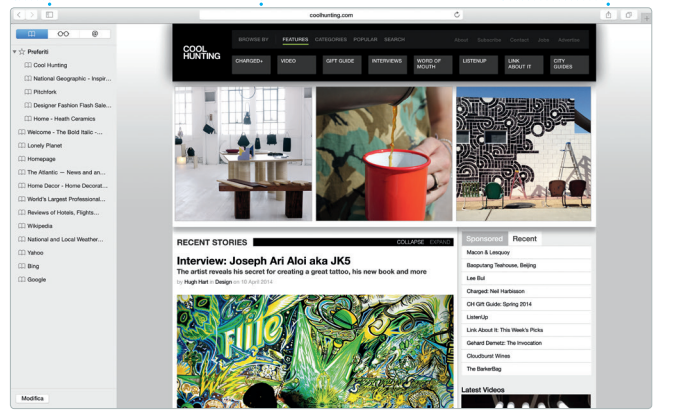 coolhunting.com
@
Preferiti
Cool Hunting
National Geographic - Inspir...
Pitchfork
Designer Fashion Flash Sale...
Home - Heath Ceramics
Welcome - The Bold Italic -...
Lonely Planet
Homepage
The Atlantic — News and an...
Home Decor - Home Decorat...
World's Largest Professional...
Reviews of Hotels, Flights...
Wikipedia
National and Local Weather...
Yahoo
Bing
Google
Modifica
COOL
HUNTING
BROWSE BY FEATURES CATEGORIES POPULAR SEARCH
About Subscribe Contact Jobs Advertise
CHARGED+ VIDEO GIFT GUIDE INTERVIEWS WORD OF MOUTH LISTENUP LINK ABOUT IT CITY GUIDES
RECENT STORIES COLLAPSE EXPAND
Interview: Joseph Ari Aloi aka JK5
The artist reveals his secret for creating a great tattoo, his new book and more
by Hugh Hart in Design on 16 April 2014
Flite
Sponsored Recent
Macon & Lesquoy
Baoputang Teahouse, Beijing
Lee Bul
Charged: Neil Harbisson
CH Gift Guide: Spring 2014
ListenUp
Link About It: This Week's Picks
Gehard Demetz: The Invocation
Cloudburst Wines
The BarkerBag
Latest Videos